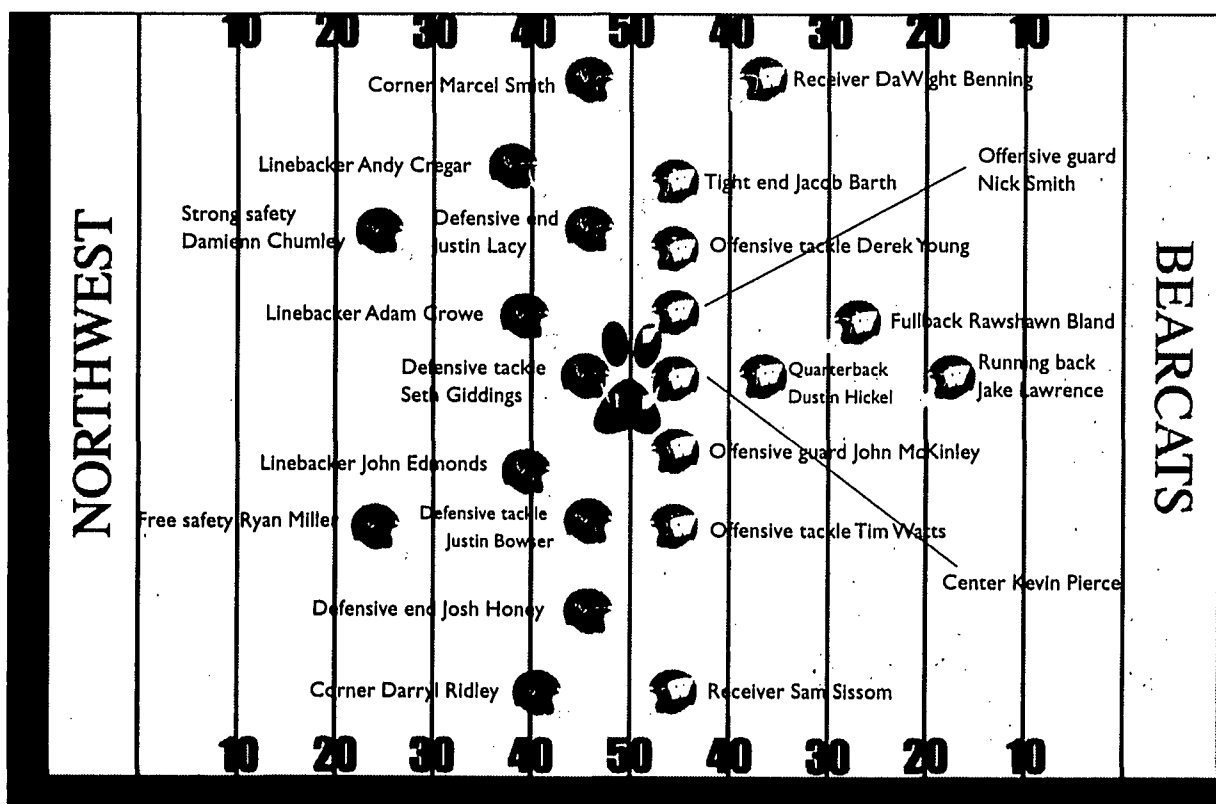 10 20 30 40 50 40 30 20 10
Corner Marcel Smith
Receiver DaWight Benning
Linebacker Andy Cregar
Offensive guard
Nick Smith
Tight end Jacob Barth
Strong safety
Damienn Chumley
Defensive end
Justin Lacy
Offensive tackle Derek Young
NORTHWEST
BEARCATS
Linebacker Adam Crowe
Fullback Rawshawn Bland
Defensive tackle
Seth Giddings
Quarterback
Dustin Hickel
Running back
Jake Lawrence
Linebacker John Edmonds
Offensive guard John McKinley
Free safety Ryan Miller
Defensive tackle
Justin Bowser
Offensive tackle Tim Watts
Center Kevin Pierce
Defensive end Josh Honey
Corner Darryl Ridley
Receiver Sam Sissom
10 20 30 40 50 40 30 20 10